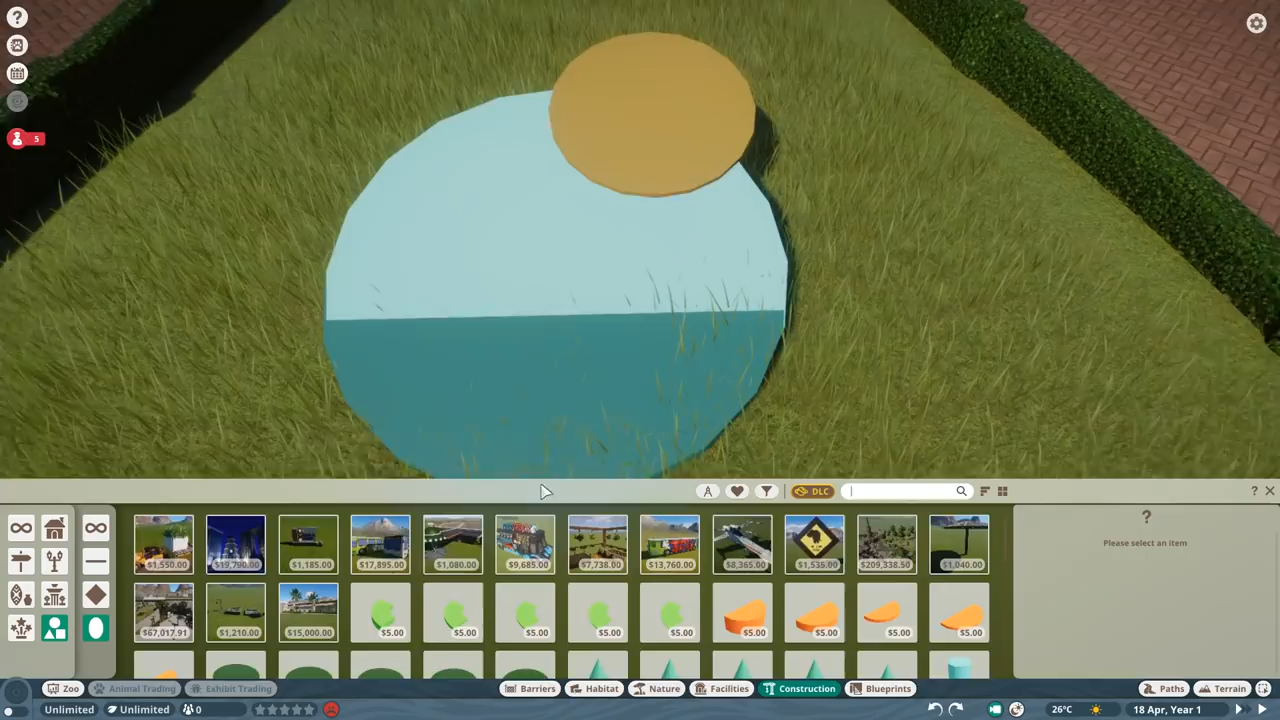 ?
5
DLC
?
$1,550.00 $19,790.00 $1,185.00 $17,895.00 $1,080.00 $9,685.00 $7,738.00 $13,760.00 $8,365.00 $1,535.00 $209,338.50 $1,040.00
?
Please select an item
$67,017.91 $1,210.00 $15,000.00 $5.00 $5.00 $5.00 $5.00 $5.00 $5.00 $5.00 $5.00 $5.00
Zoo Animal Trading Exhibit Trading Barriers Habitat Nature Facilities Construction Blueprints Paths Terrain
Unlimited Unlimited 0 26°C 18 Apr, Year 1